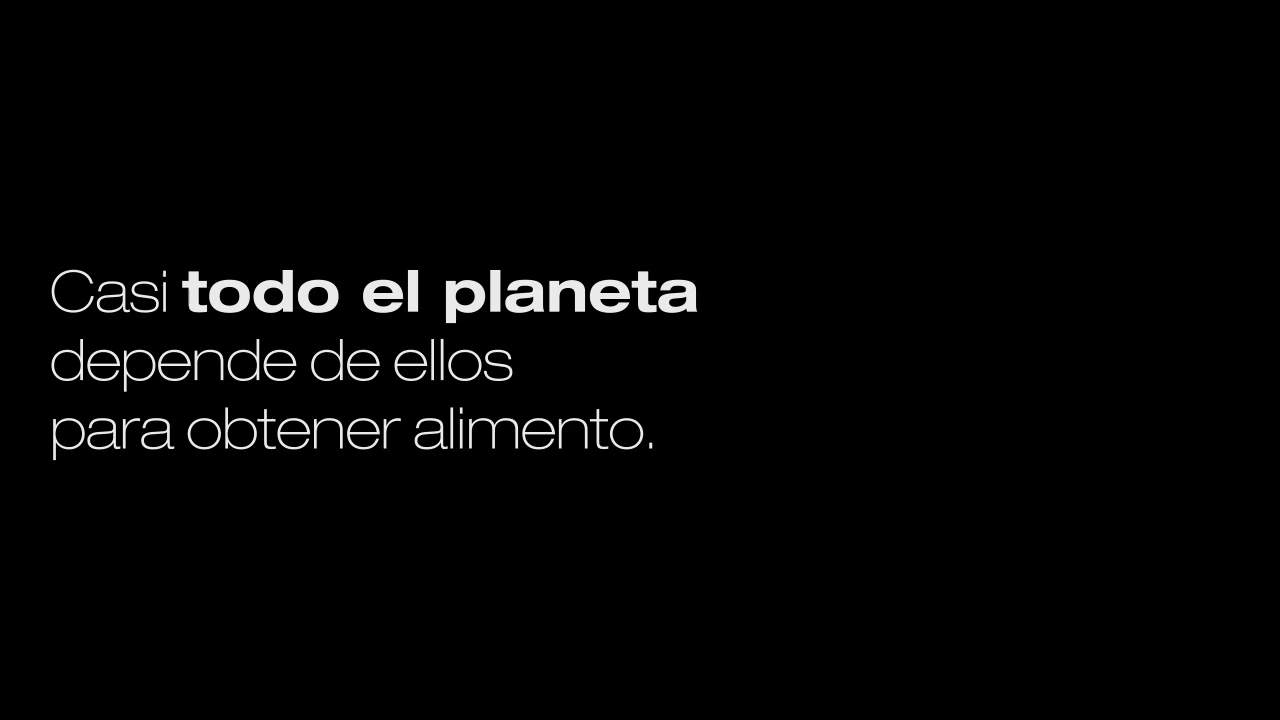 Casi todo el planeta
depende de ellos
para obtener alimento.